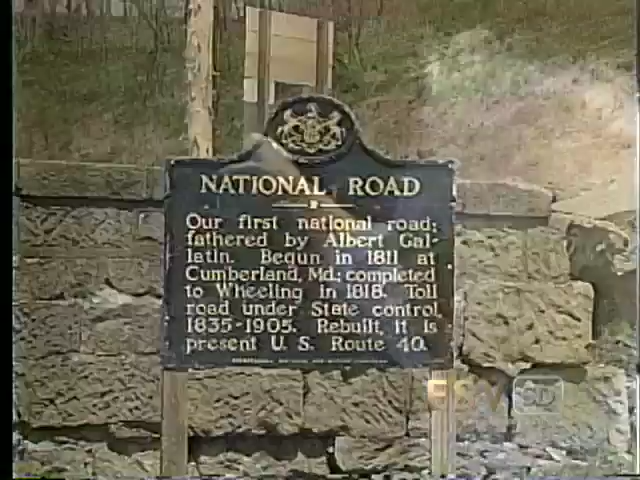 NATIONAL ROAD
Our first national road;
fathered by Albert Gal-
latin. Begun in 1811 at
Cumberland, Md.; completed
to Wheeling in 1818. Toll
road under State control,
1835-1905. Rebuilt, it is
present U. S. Route 40.